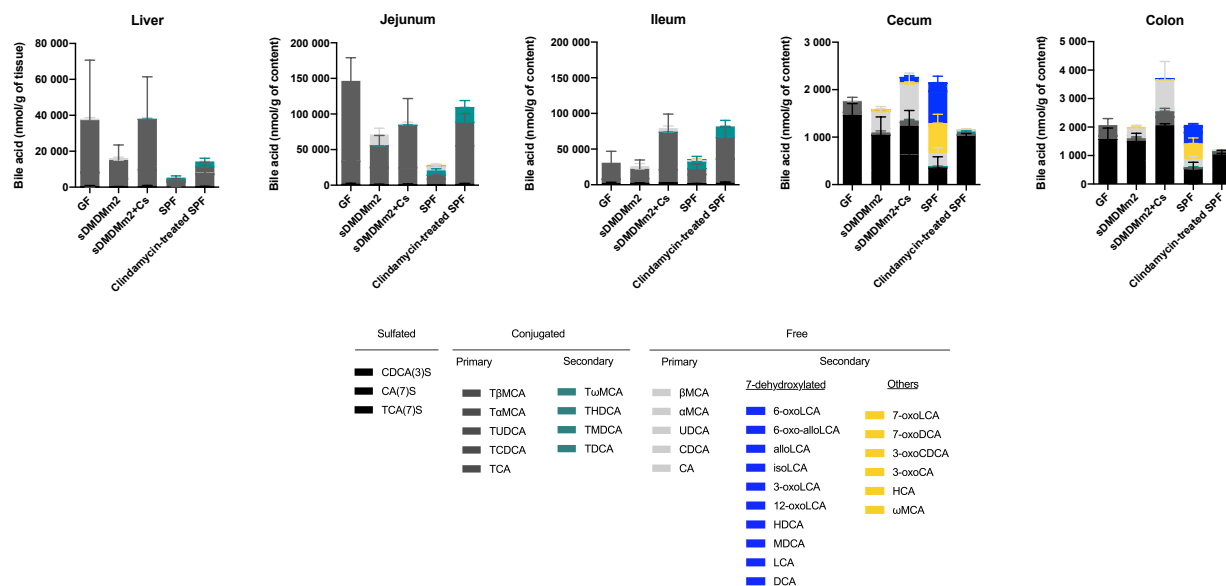 Liver
Bile acid (nmol/g of tissue)
80 000
60 000
40 000
20 000
0
GF
sDMDMm2
sDMDMm2+Cs
SPF
Clindamycin-treated SPF
Jejunum
Bile acid (nmol/g of content)
200 000
150 000
100 000
50 000
0
GF
sDMDMm2
sDMDMm2+Cs
SPF
Clindamycin-treated SPF
Ileum
Bile acid (nmol/g of content)
200 000
150 000
100 000
50 000
0
GF
sDMDMm2
sDMDMm2+Cs
SPF
Clindamycin-treated SPF
Cecum
Bile acid (nmol/g of content)
3 000
2 000
1 000
0
GF
sDMDMm2
sDMDMm2+Cs
SPF
Clindamycin-treated SPF
Colon
Bile acid (nmol/g of content)
5 000
4 000
3 000
2 000
1 000
0
GF
sDMDMm2
sDMDMm2+Cs
SPF
Clindamycin-treated SPF
Sulfated
CDCA(3)S
CA(7)S
TCA(7)S
Conjugated
Primary
TβMCA
TαMCA
TUDCA
TCDCA
TCA
Secondary
TωMCA
THDCA
TMDCA
TDCA
Free
Primary
βMCA
αMCA
UDCA
CDCA
CA
Secondary
7-dehydroxylated
6-oxoLCA
6-oxo-alloLCA
alloLCA
isoLCA
3-oxoLCA
12-oxoLCA
HDCA
MDCA
LCA
DCA
Others
7-oxoLCA
7-oxoDCA
3-oxoCDCA
3-oxoCA
HCA
ωMCA